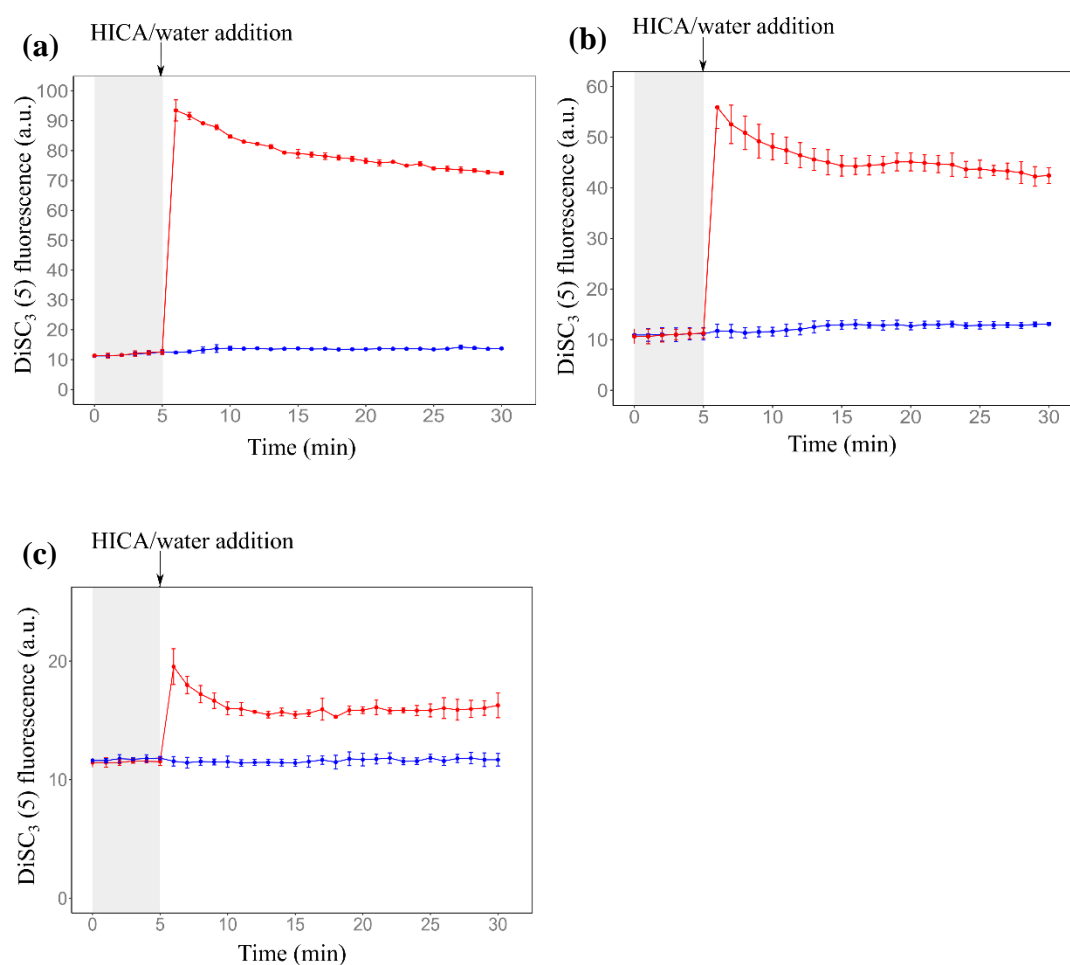 (a)
HICA/water addition
DiSC₃ (5) fluorescence (a.u.)
100
90
80
70
60
50
40
30
20
10
0
0 5 10 15 20 25 30
Time (min)
(b)
HICA/water addition
DiSC₃ (5) fluorescence (a.u.)
60
50
40
30
20
10
0
0 5 10 15 20 25 30
Time (min)
(c)
HICA/water addition
DiSC₃ (5) fluorescence (a.u.)
20
10
0
0 5 10 15 20 25 30
Time (min)